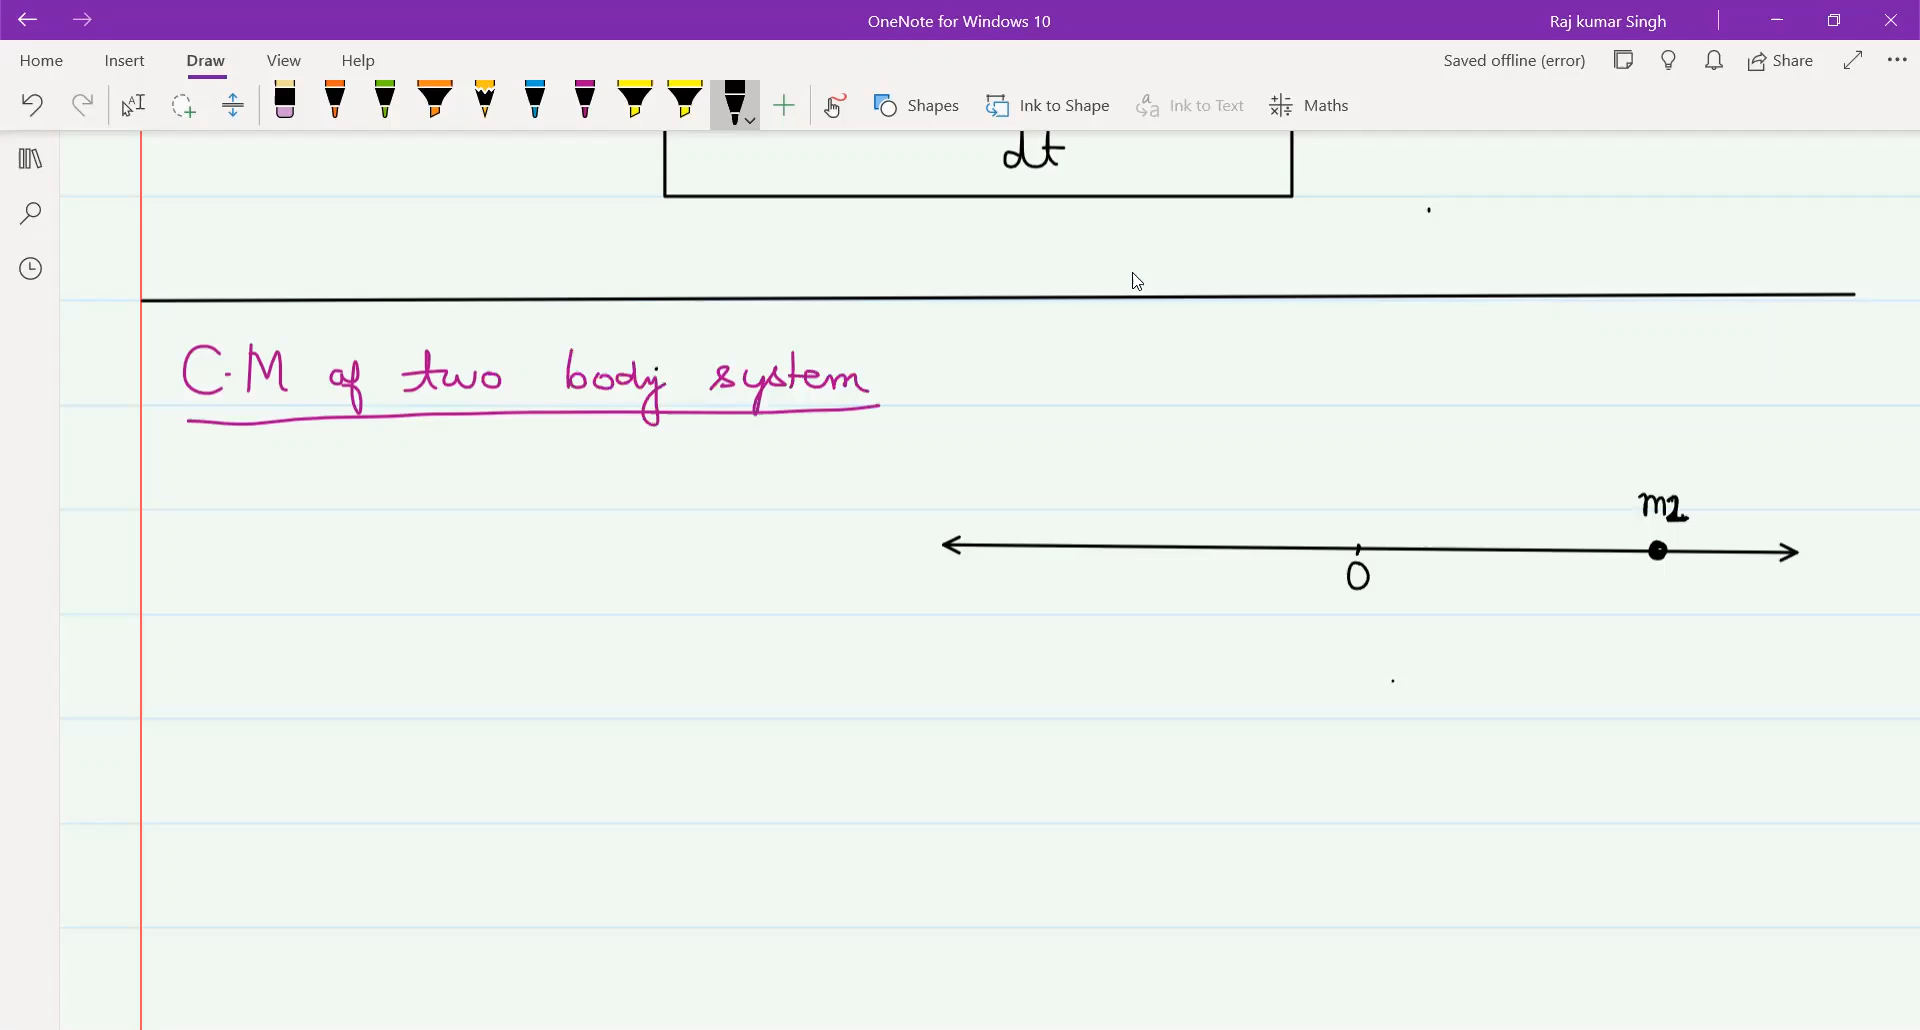 OneNote for Windows 10
Raj kumar Singh
Home Insert Draw View Help
Saved offline (error) Share
Shapes Ink to Shape Ink to Text Maths
dt
C.M of two body system
m2
O